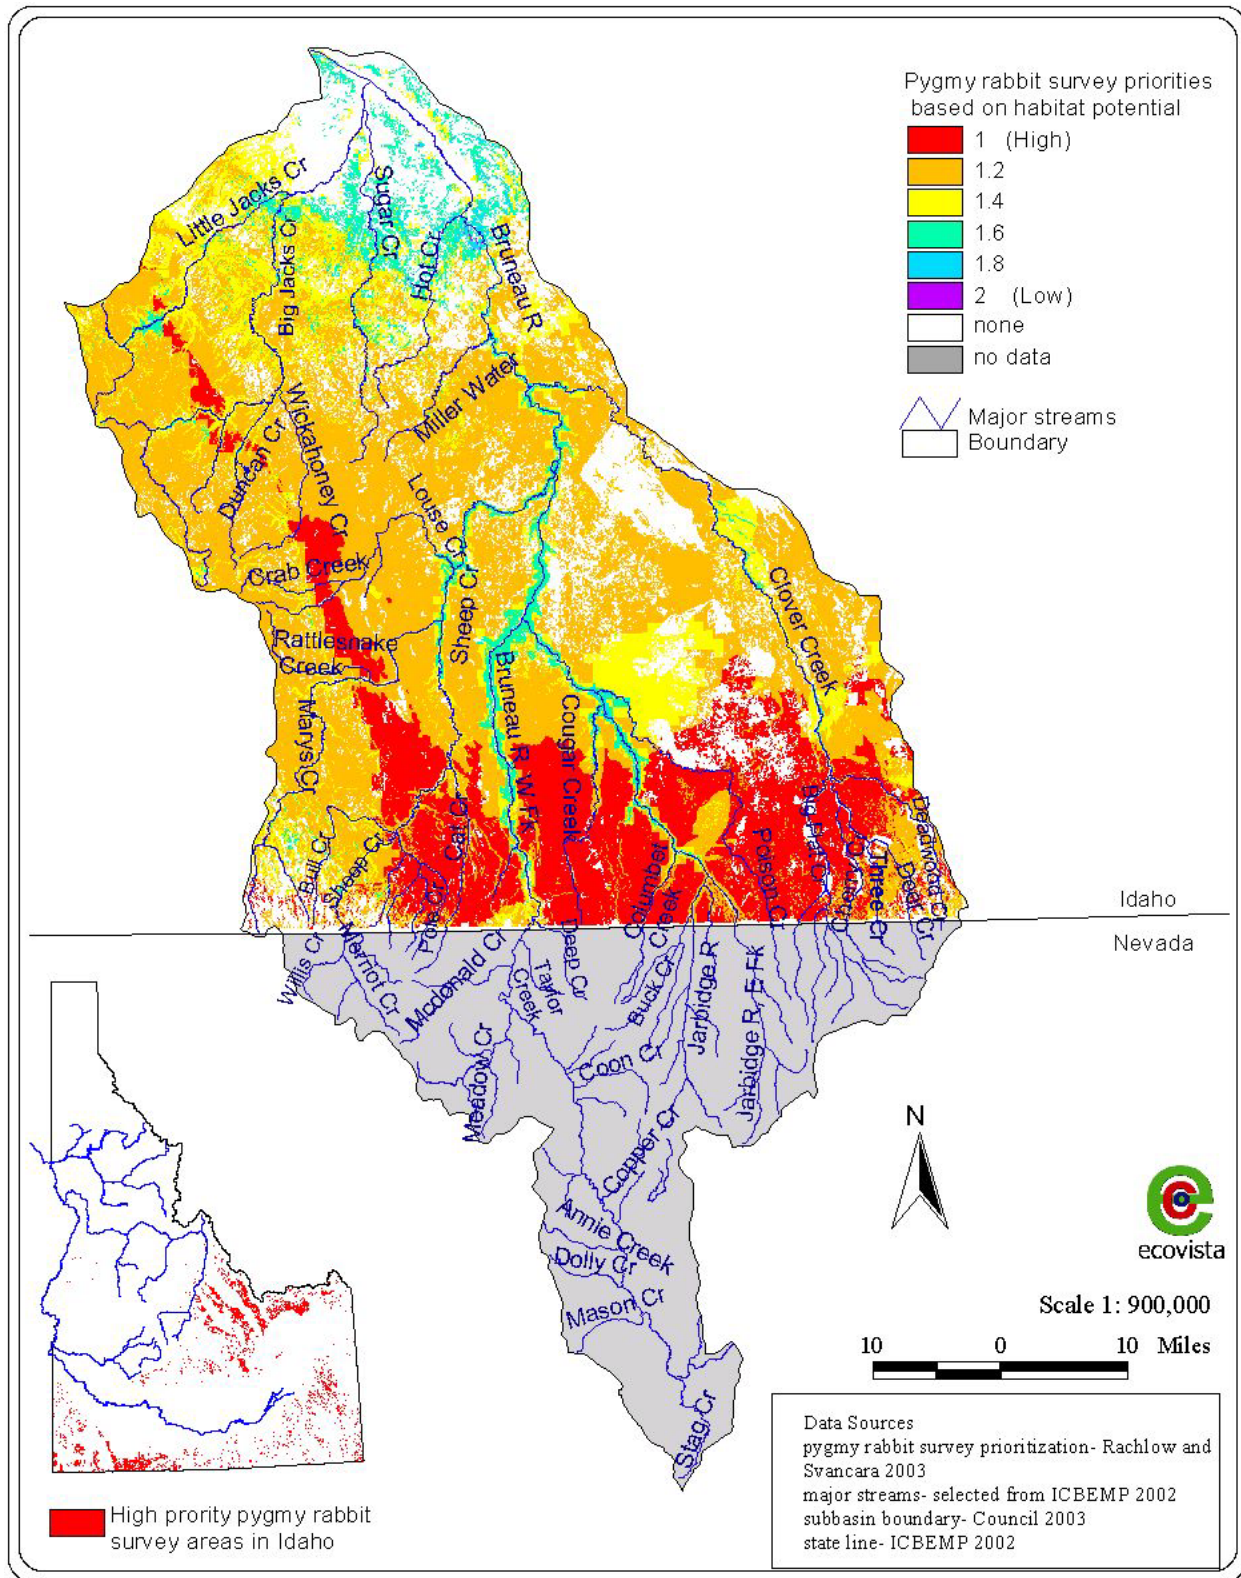 Pygmy rabbit survey priorities
based on habitat potential
1 (High)
1.2
1.4
1.6
1.8
2 (Low)
none
no data
Major streams
Boundary
Little Jacks Cr
Big Jacks Cr
Sugar Cr
Hot Cr
Bruneau R
Miller Water
Wickahoney Cr
Duncan Cr
Louse Cr
Crab Creek
Sheep Cr
Clover Creek
Rattlesnake
Creek
Marys Cr
Bruneau R, W Fk
Cougar Creek
Cat Cr
Bull Cr
Sheep Cr
Pole Cr
Columbet
Creek
Poison Cr
Big Flat Cr
Three Cr
Deadwood Cr
Deer Cr
Idaho
Nevada
Willis Cr
Merriot Cr
Mcdonald Cr
Taylor
Creek
Deep Cr
Buck Cr
Jarbidge R
Jarbidge R, E Fk
Meadow Cr
Coon Cr
Copper Cr
Annie Creek
Dolly Cr
Mason Cr
Stag Cr
N
ecovista
Scale 1: 900,000
10 0 10 Miles
Data Sources
pygmy rabbit survey prioritization- Rachlow and
Svancara 2003
major streams- selected from ICBEMP 2002
subbasin boundary- Council 2003
state line- ICBEMP 2002
High prority pygmy rabbit
survey areas in Idaho